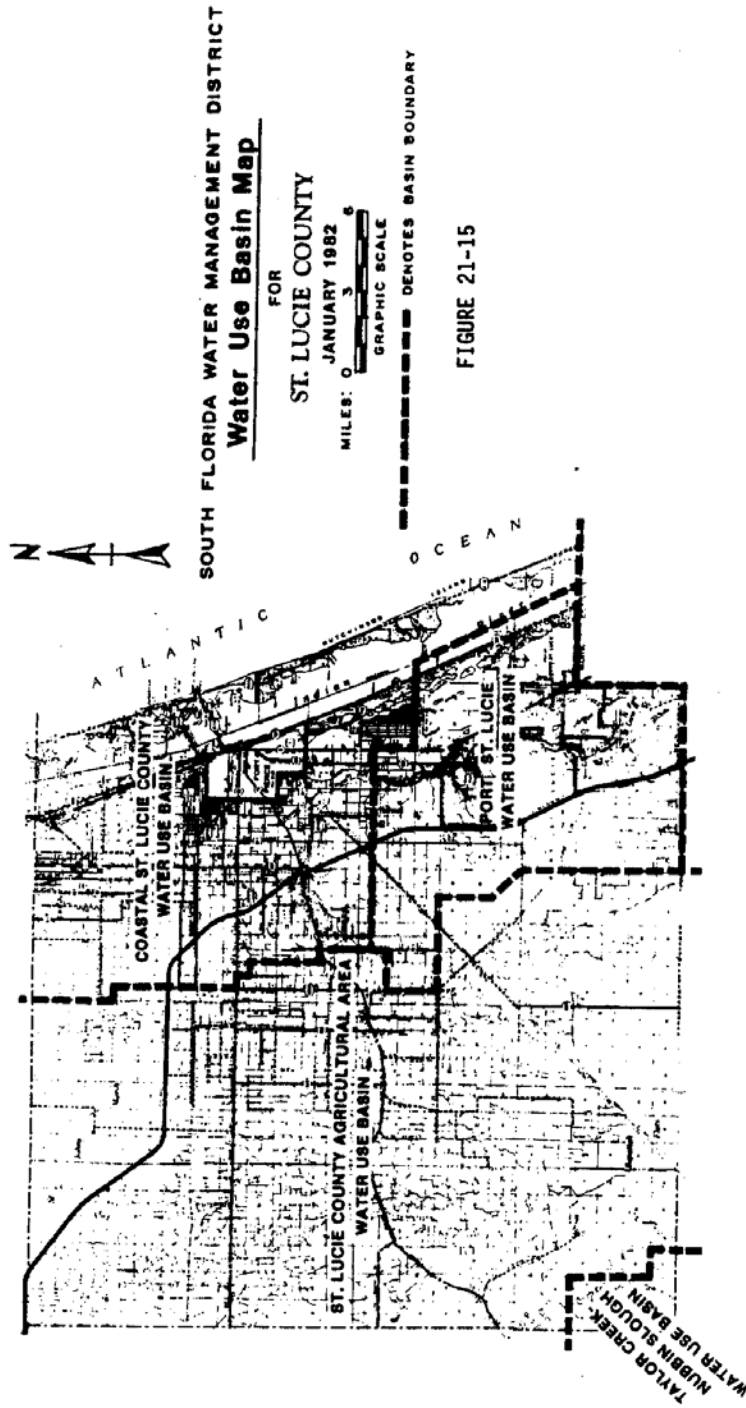 SOUTH FLORIDA WATER MANAGEMENT DISTRICT
Water Use Basin Map
FOR
ST. LUCIE COUNTY
JANUARY 1982
MILES: 0 3 6
GRAPHIC SCALE
DENOTES BASIN BOUNDARY
FIGURE 21-15
N
ATLANTIC
OCEAN
Indian
COASTAL ST. LUCIE COUNTY
WATER USE BASIN
PORT ST. LUCIE
WATER USE BASIN
ST. LUCIE COUNTY AGRICULTURAL AREA
WATER USE BASIN
TAYLOR CREEK
NUBBIN SLOUGH
WATER USE BASIN